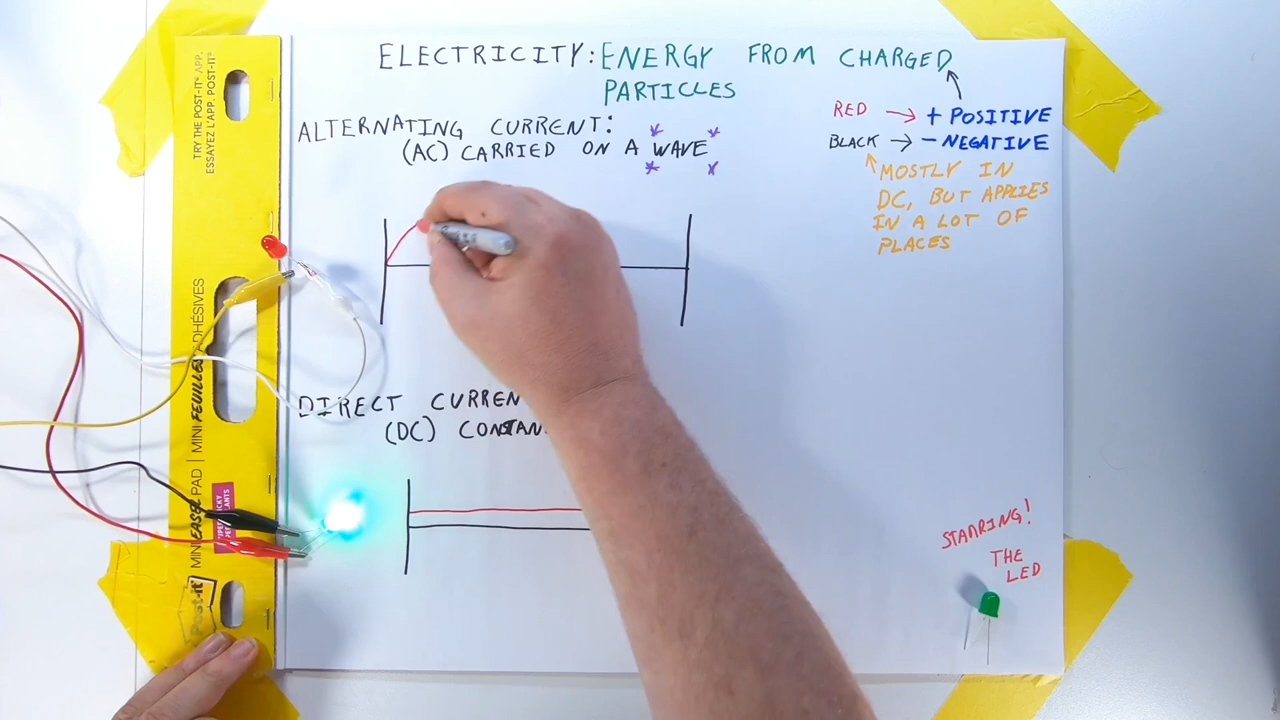 ELECTRICITY: ENERGY FROM CHARGED
PARTICLES
ALTERNATING CURRENT:
(AC) CARRIED ON A WAVE
RED → + POSITIVE
BLACK → - NEGATIVE
MOSTLY IN
DC, BUT APPLIES
IN A LOT OF
PLACES
DIRECT CURREN
(DC) CONSTAN
STARRING!
THE
LED
TRY THE POST-IT® APP.
ESSAYEZ L'APP. POST-IT®
MINI EASEL PAD | MINI FEUILLES ADHÉSIVES
Post-it